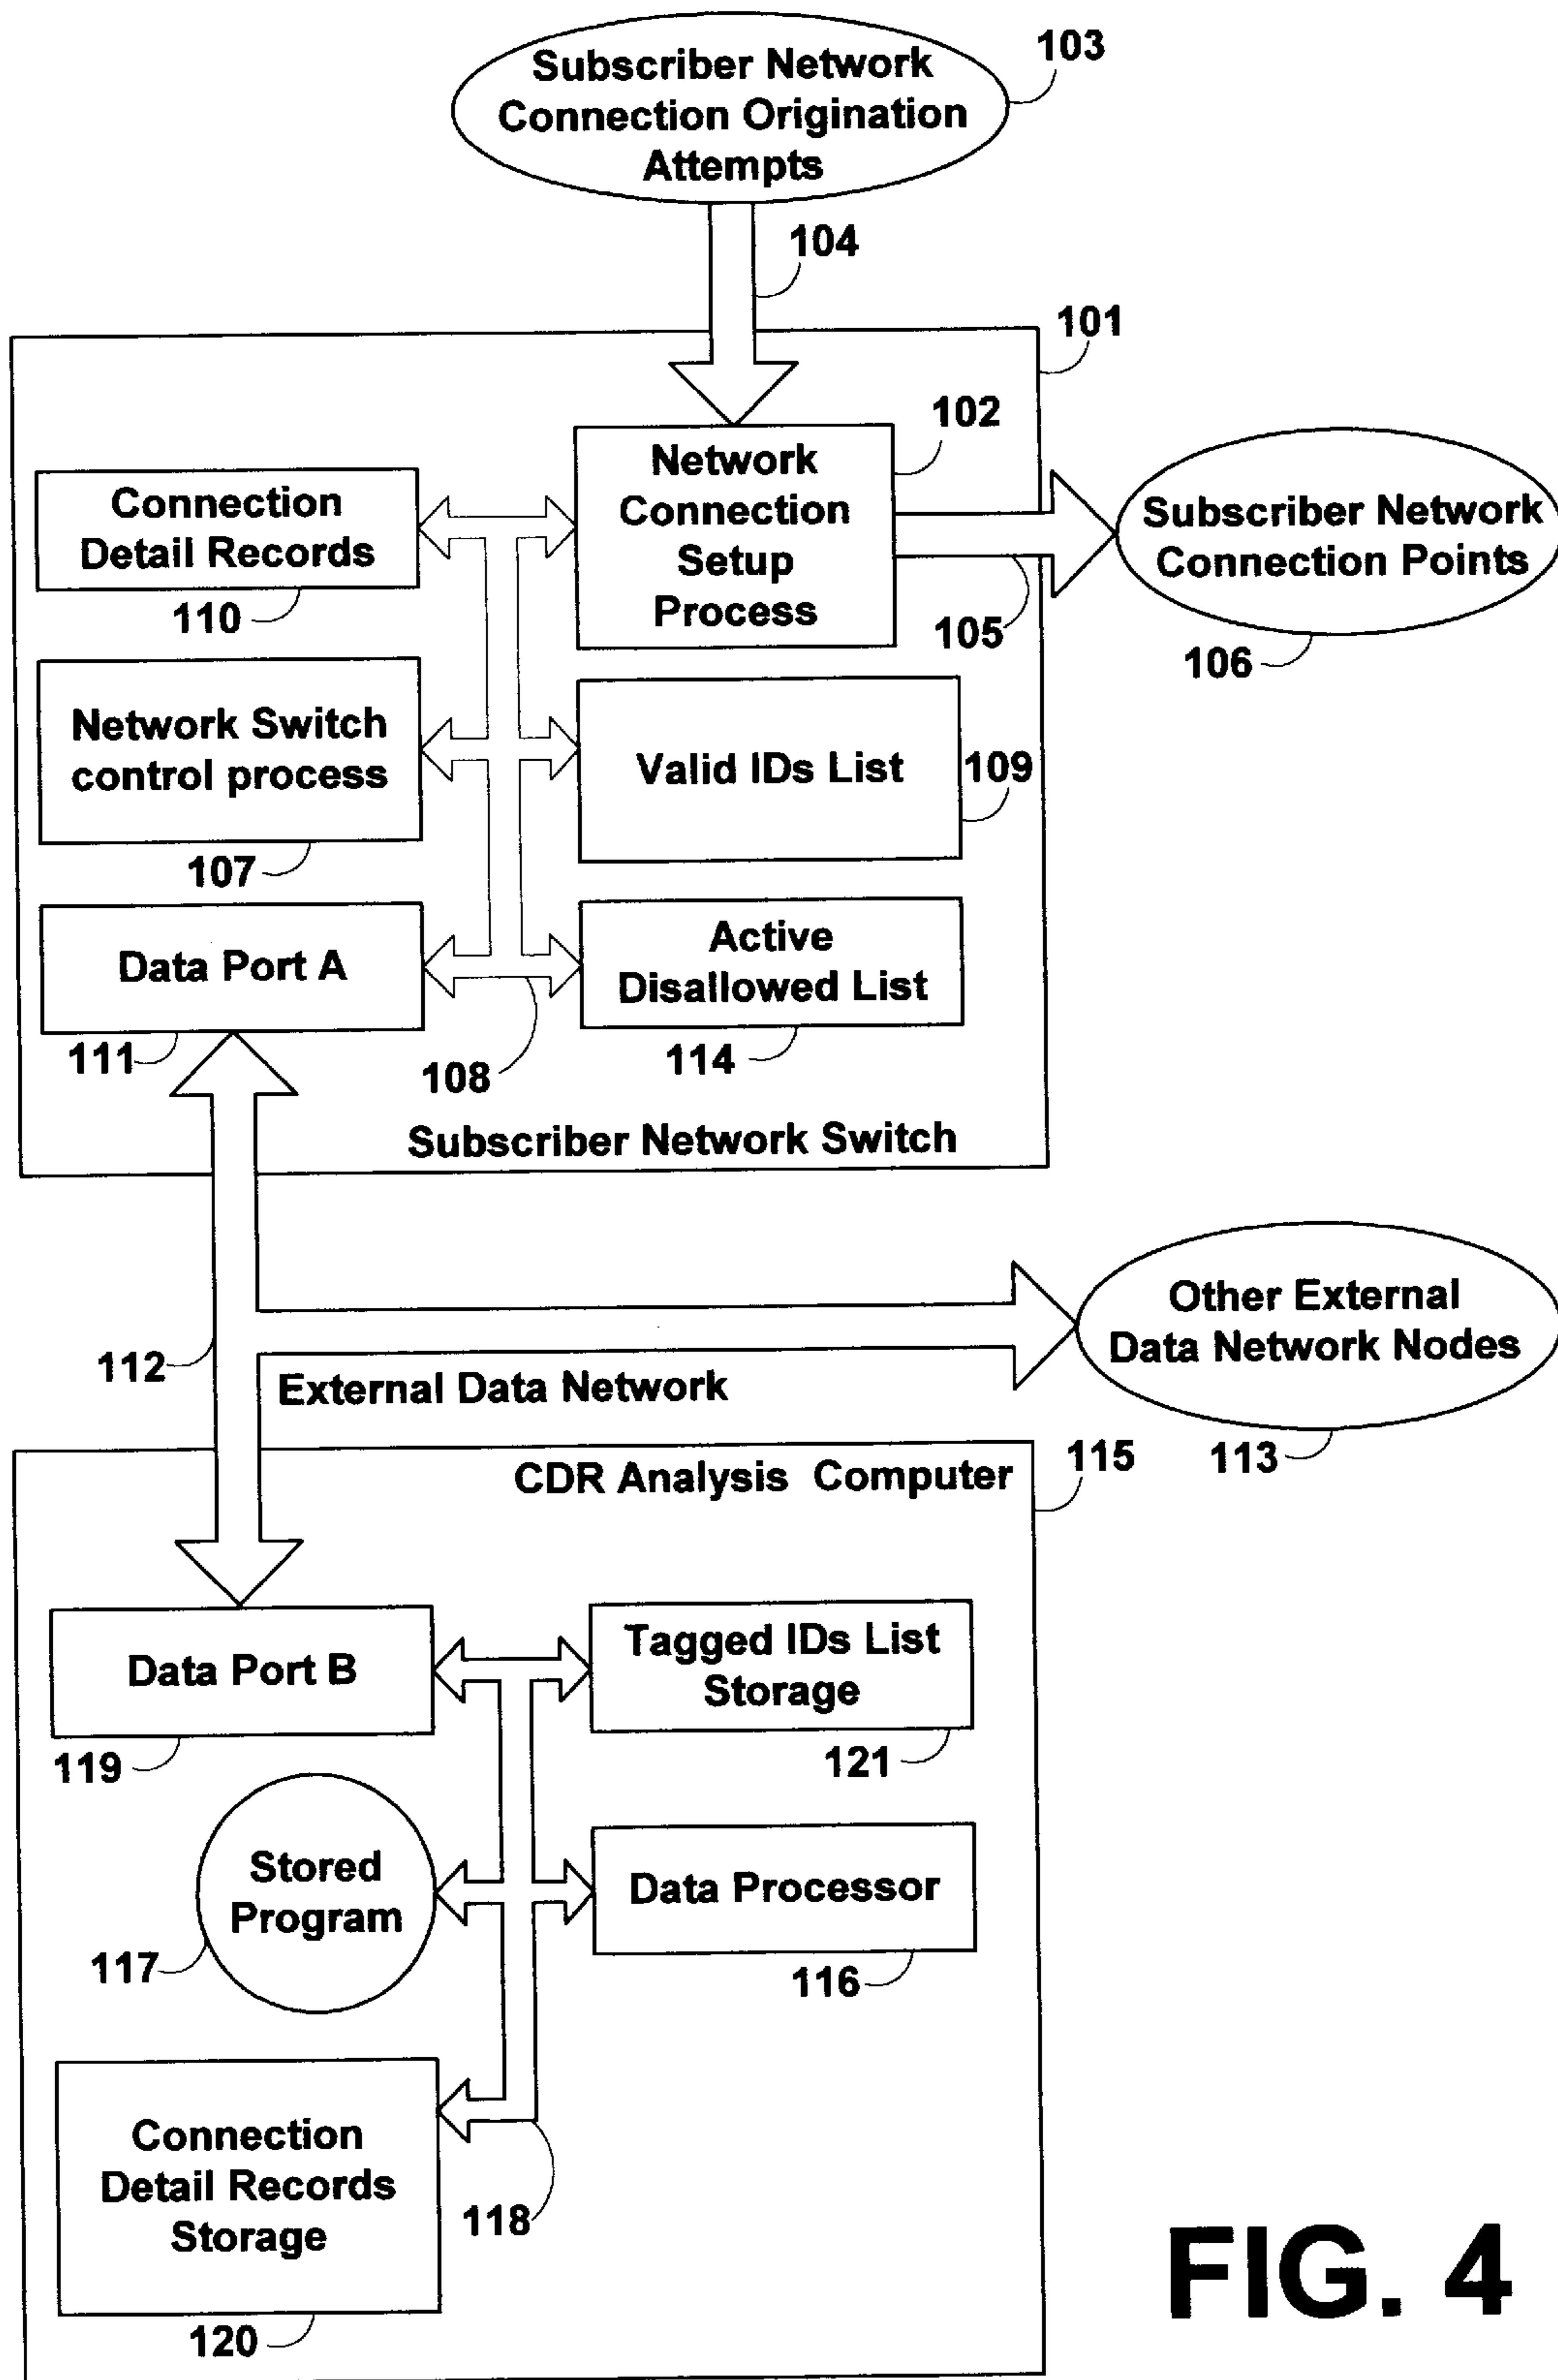 Subscriber Network
Connection Origination
Attempts
103
104
101
102
Network
Connection
Setup
Process
Connection
Detail Records
110
105
Subscriber Network
Connection Points
106
Network Switch
control process
107
Valid IDs List
109
Data Port A
111
108
Active
Disallowed List
114
Subscriber Network Switch
112
External Data Network
Other External
Data Network Nodes
113
CDR Analysis Computer
115
Data Port B
119
Tagged IDs List
Storage
121
Stored
Program
117
Data Processor
116
Connection
Detail Records
Storage
120
118
FIG. 4